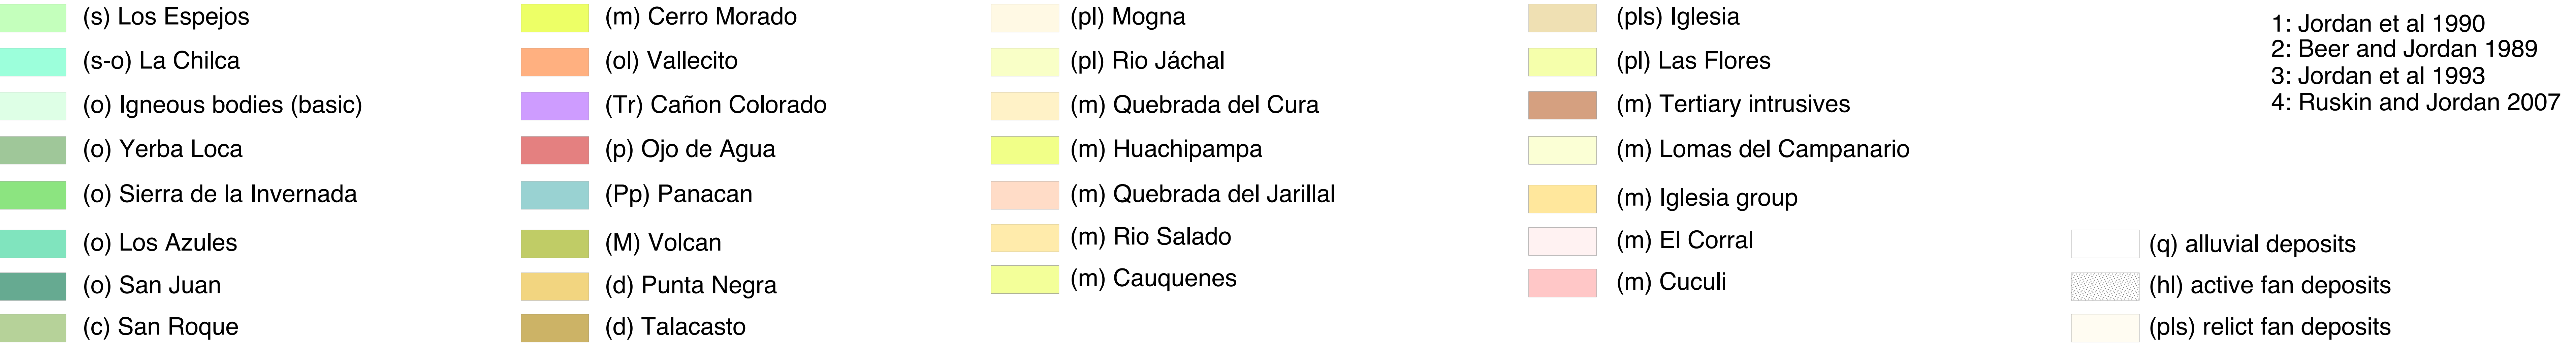 (s) Los Espejos
(s-o) La Chilca
(o) Igneous bodies (basic)
(o) Yerba Loca
(o) Sierra de la Invernada
(o) Los Azules
(o) San Juan
(c) San Roque
(m) Cerro Morado
(ol) Vallecito
(Tr) Cañon Colorado
(p) Ojo de Agua
(Pp) Panacan
(M) Volcan
(d) Punta Negra
(d) Talacasto
(pl) Mogna
(pl) Rio Jáchal
(m) Quebrada del Cura
(m) Huachipampa
(m) Quebrada del Jarillal
(m) Rio Salado
(m) Cauquenes
(pls) Iglesia
(pl) Las Flores
(m) Tertiary intrusives
(m) Lomas del Campanario
(m) Iglesia group
(m) El Corral
(m) Cuculi
1: Jordan et al 1990
2: Beer and Jordan 1989
3: Jordan et al 1993
4: Ruskin and Jordan 2007
(q) alluvial deposits
(hl) active fan deposits
(pls) relict fan deposits